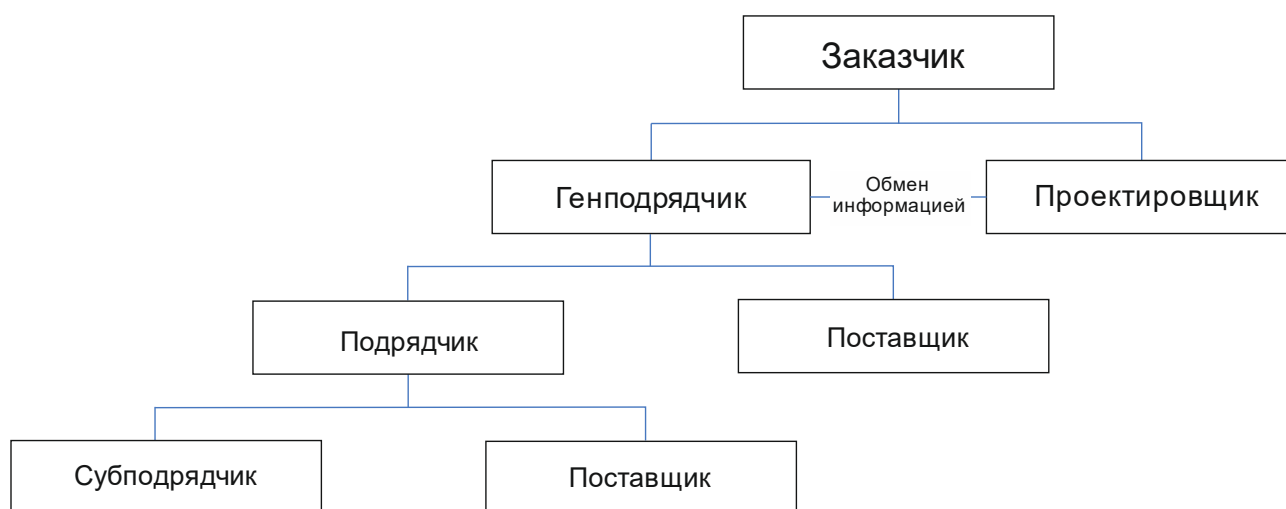 Заказчик
Генподрядчик
Обмен
информацией
Проектировщик
Подрядчик
Поставщик
Субподрядчик
Поставщик